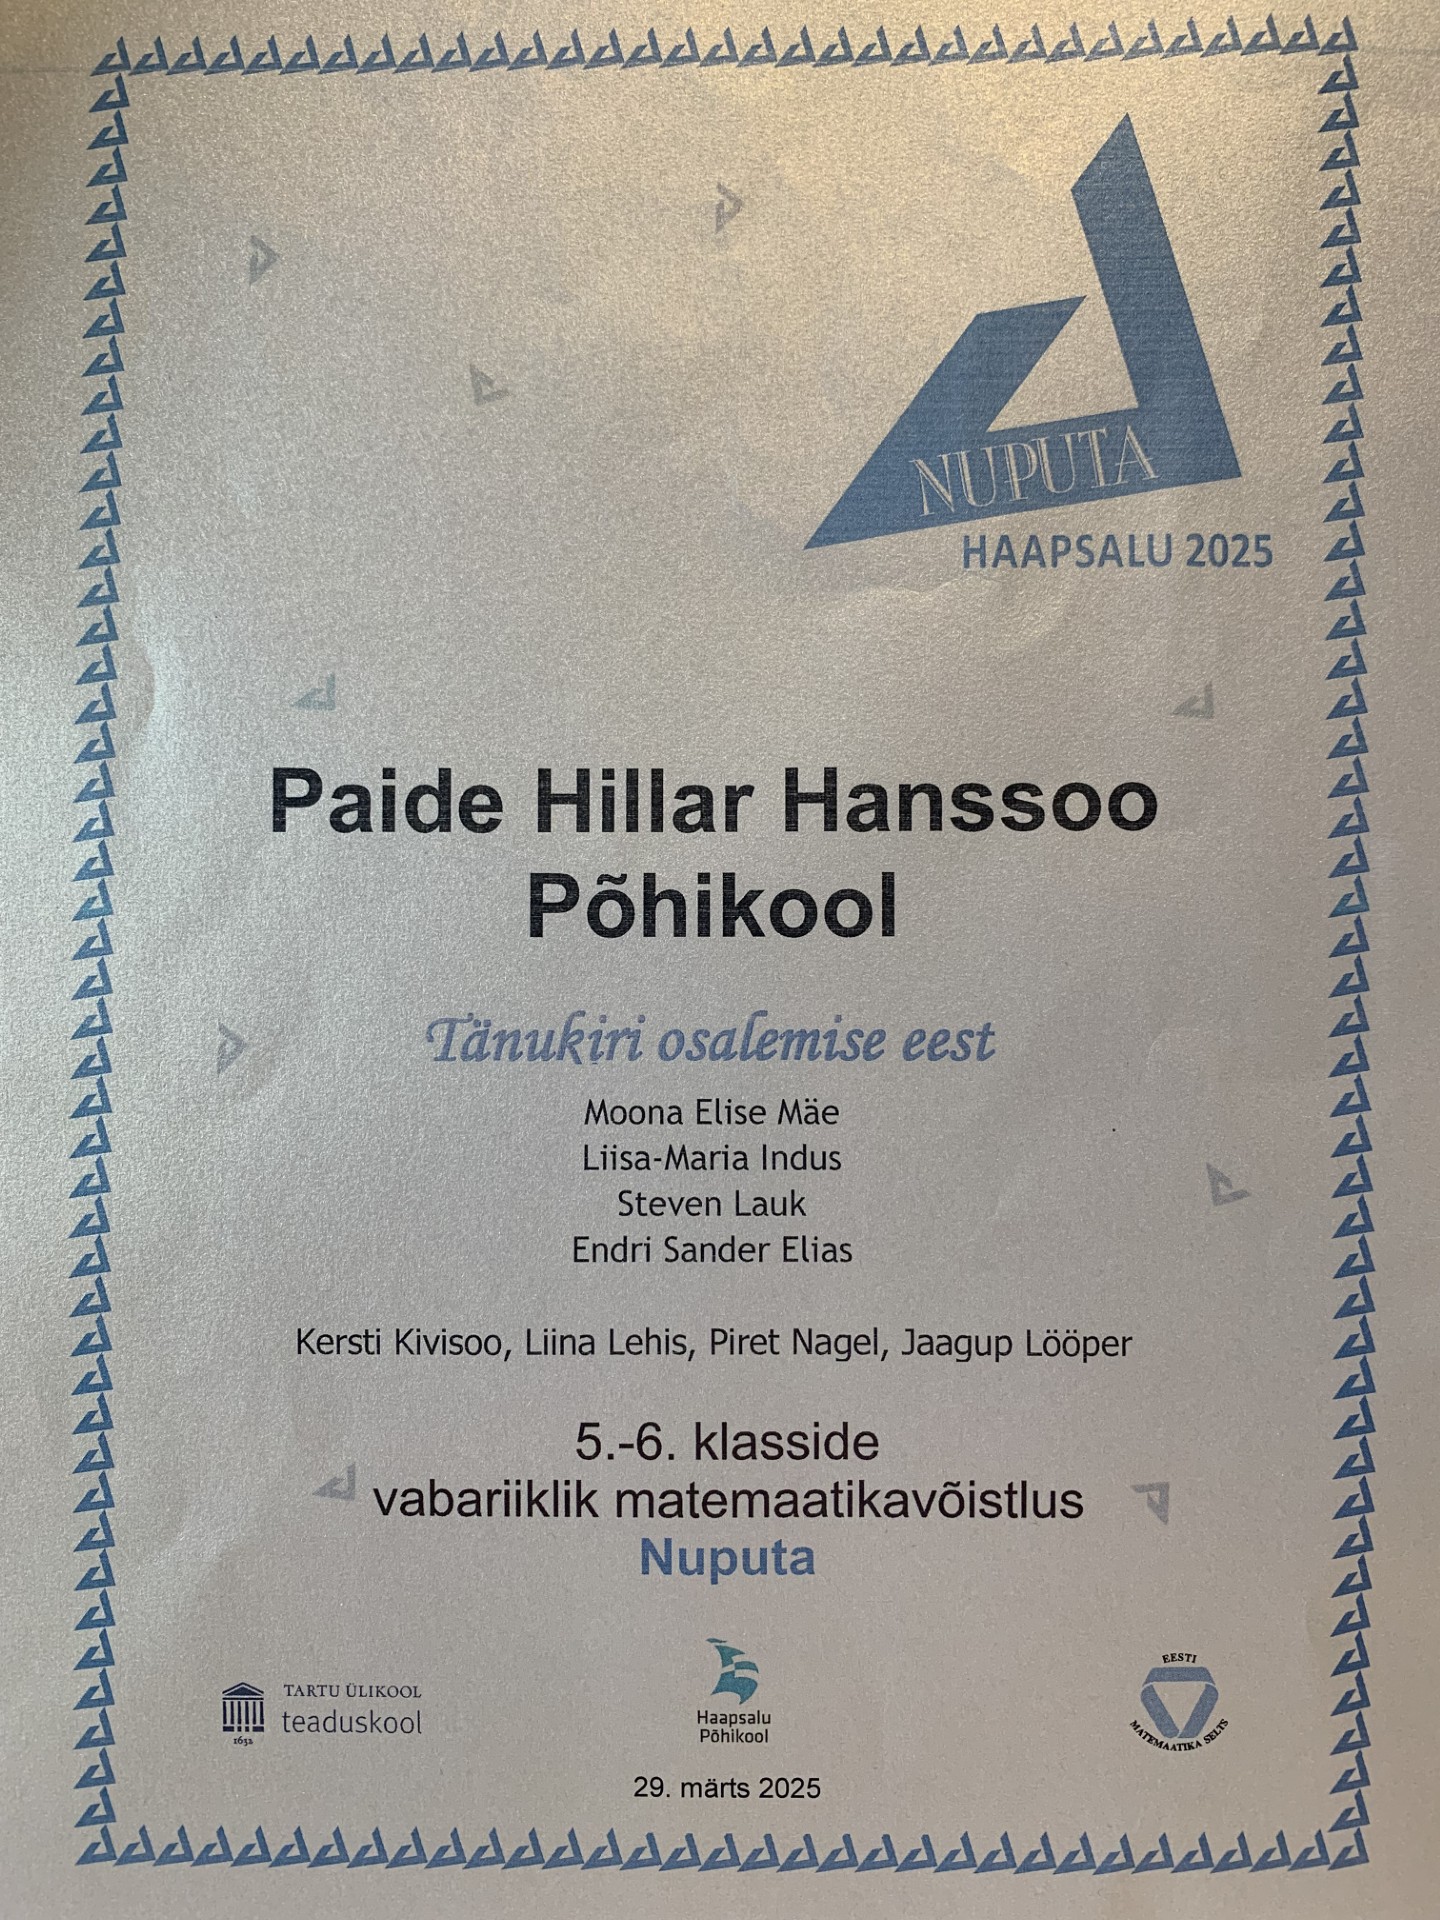 NUPUTA
HAAPSALU 2025
Paide Hillar Hanssoo
Põhikool
Tänukiri osalemise eest
Moona Elise Mäe
Liisa-Maria Indus
Steven Lauk
Endri Sander Elias
Kersti Kivisoo, Liina Lehis, Piret Nagel, Jaagup Lööper
5.-6. klasside
vabariiklik matemaatikavõistlus
Nuputa
TARTU ÜLIKOOL
teaduskool
1632
Haapsalu
Põhikool
EESTI
MATEMAATIKA SELTS
29. märts 2025